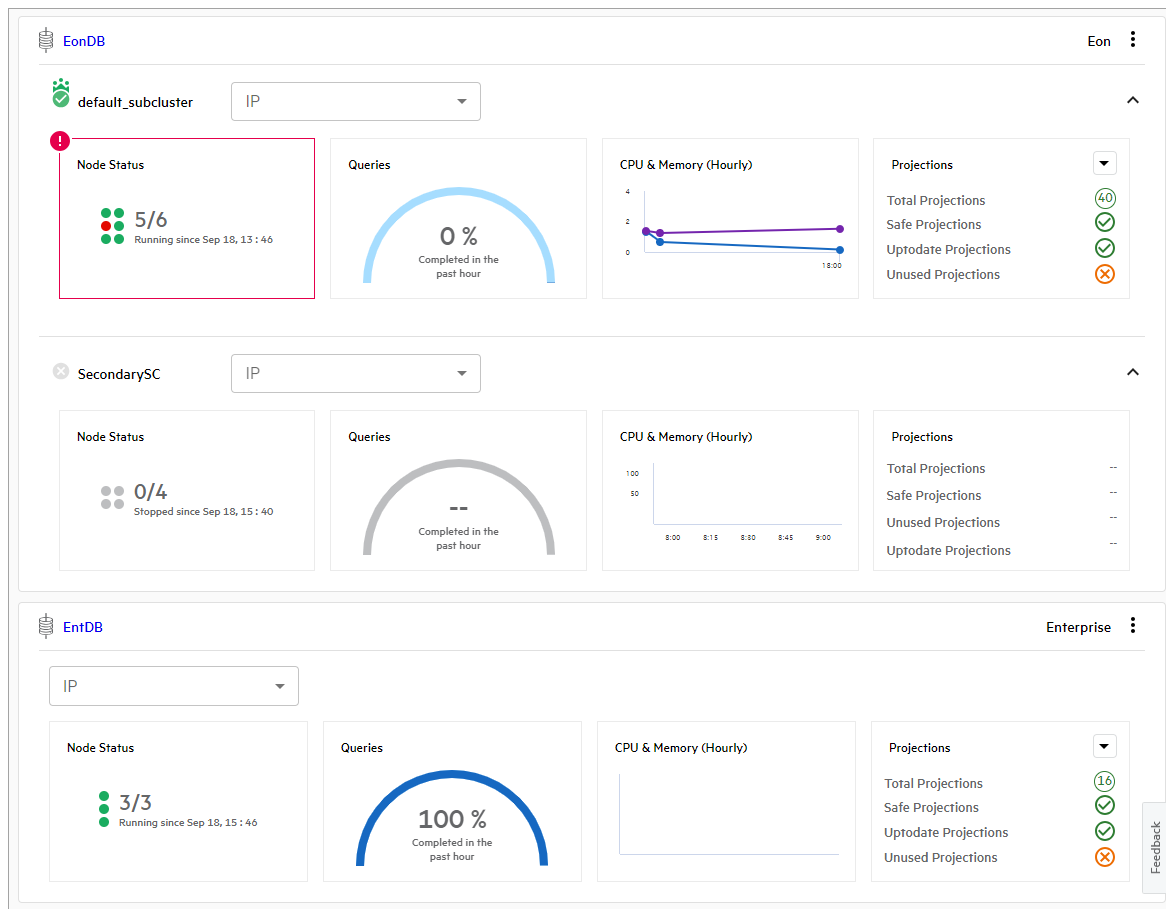 EonDB
Eon
default_subcluster
IP
!
Node Status
5/6
Running since Sep 18, 13 : 46
Queries
0 %
Completed in the
past hour
CPU & Memory (Hourly)
4
2
0
18:00
Projections
Total Projections 40
Safe Projections
Uptodate Projections
Unused Projections
SecondarySC
IP
Node Status
0/4
Stopped since Sep 18, 15 : 40
Queries
--
Completed in the
past hour
CPU & Memory (Hourly)
100
50
8:00 8:15 8:30 8:45 9:00
Projections
Total Projections --
Safe Projections --
Unused Projections --
Uptodate Projections --
EntDB
Enterprise
IP
Node Status
3/3
Running since Sep 18, 15 : 46
Queries
100 %
Completed in the
past hour
CPU & Memory (Hourly)
Projections
Total Projections 16
Safe Projections
Uptodate Projections
Unused Projections
Feedback